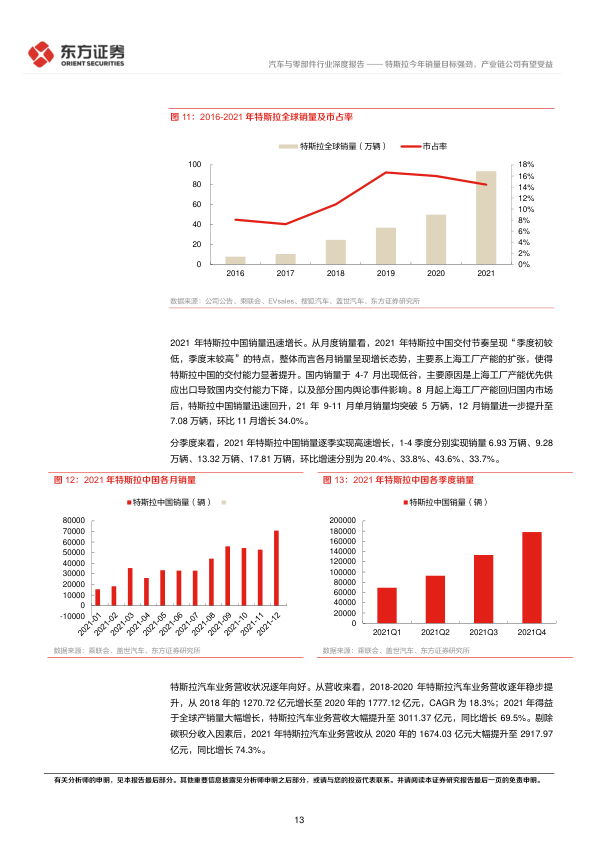 东方证券
ORIENT SECURITIES
汽车与零部件行业深度报告 —— 特斯拉今年销量目标强劲，产业链公司有望受益
图 11：2016-2021 年特斯拉全球销量及市占率
特斯拉全球销量（万辆） 市占率
100
80
60
40
20
0
18%
16%
14%
12%
10%
8%
6%
4%
2%
0%
2016 2017 2018 2019 2020 2021
数据来源：公司公告、乘联会、EVsales、搜狐汽车、盖世汽车、东方证券研究所
2021 年特斯拉中国销量迅速增长。从月度销量看，2021 年特斯拉中国交付节奏呈现“季度初较
低，季度末较高”的特点，整体而言各月销量呈现增长态势，主要系上海工厂产能的扩张，使得
特斯拉中国的交付能力显著提升。国内销量于 4-7 月出现低谷，主要原因是上海工厂产能优先供
应出口导致国内交付能力下降，以及部分国内舆论事件影响。8 月起上海工厂产能回归国内市场
后，特斯拉中国销量迅速回升，21 年 9-11 月单月销量均突破 5 万辆，12 月销量进一步提升至
7.08 万辆，环比 11 月增长 34.0%。
分季度来看，2021 年特斯拉中国销量逐季实现高速增长，1-4 季度分别实现销量 6.93 万辆、9.28
万辆、13.32 万辆、17.81 万辆，环比增速分别为 20.4%、33.8%、43.6%、33.7%。
图 12：2021 年特斯拉中国各月销量
特斯拉中国销量（辆）
80000
70000
60000
50000
40000
30000
20000
10000
0
-10000
2021-01 2021-02 2021-03 2021-04 2021-05 2021-06 2021-07 2021-08 2021-09 2021-10 2021-11 2021-12
数据来源：乘联会、盖世汽车、东方证券研究所
图 13：2021 年特斯拉中国各季度销量
特斯拉中国销量（辆）
200000
180000
160000
140000
120000
100000
80000
60000
40000
20000
0
2021Q1 2021Q2 2021Q3 2021Q4
数据来源：乘联会、盖世汽车、东方证券研究所
特斯拉汽车业务营收状况逐年向好。从营收来看，2018-2020 年特斯拉汽车业务营收逐年稳步提
升，从 2018 年的 1270.72 亿元增长至 2020 年的 1777.12 亿元，CAGR 为 18.3%；2021 年得益
于全球产销量大幅增长，特斯拉汽车业务营收大幅提升至 3011.37 亿元，同比增长 69.5%。剔除
碳积分收入因素后，2021 年特斯拉汽车业务营收从 2020 年的 1674.03 亿元大幅提升至 2917.97
亿元，同比增长 74.3%。
有关分析师的申明，见本报告最后部分。其他重要信息披露见分析师申明之后部分，或请与您的投资代表联系。并请阅读本证券研究报告最后一页的免责申明。
13